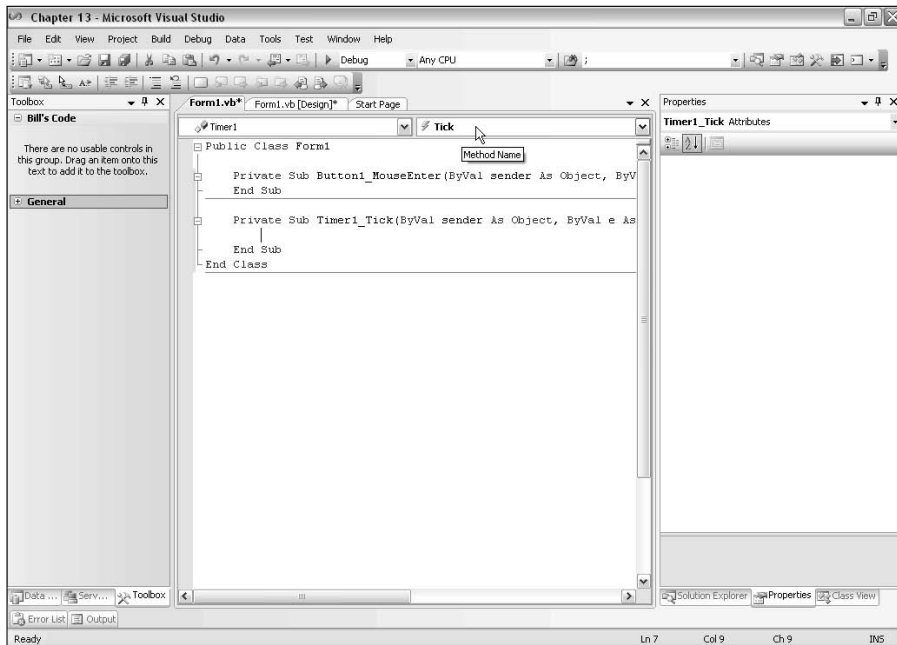 Chapter 13 - Microsoft Visual Studio
File Edit View Project Build Debug Data Tools Test Window Help
Debug Any CPU ;
Toolbox
Bill's Code
There are no usable controls in
this group. Drag an item onto this
text to add it to the toolbox.
General
Form1.vb* Form1.vb [Design]* Start Page
Timer1 Tick
Method Name
Public Class Form1
Private Sub Button1_MouseEnter(ByVal sender As Object, ByV
End Sub
Private Sub Timer1_Tick(ByVal sender As Object, ByVal e As
End Sub
End Class
Properties
Timer1_Tick Attributes
Data ... Serv... Toolbox
Solution Explorer Properties Class View
Error List Output
Ready Ln 7 Col 9 Ch 9 INS